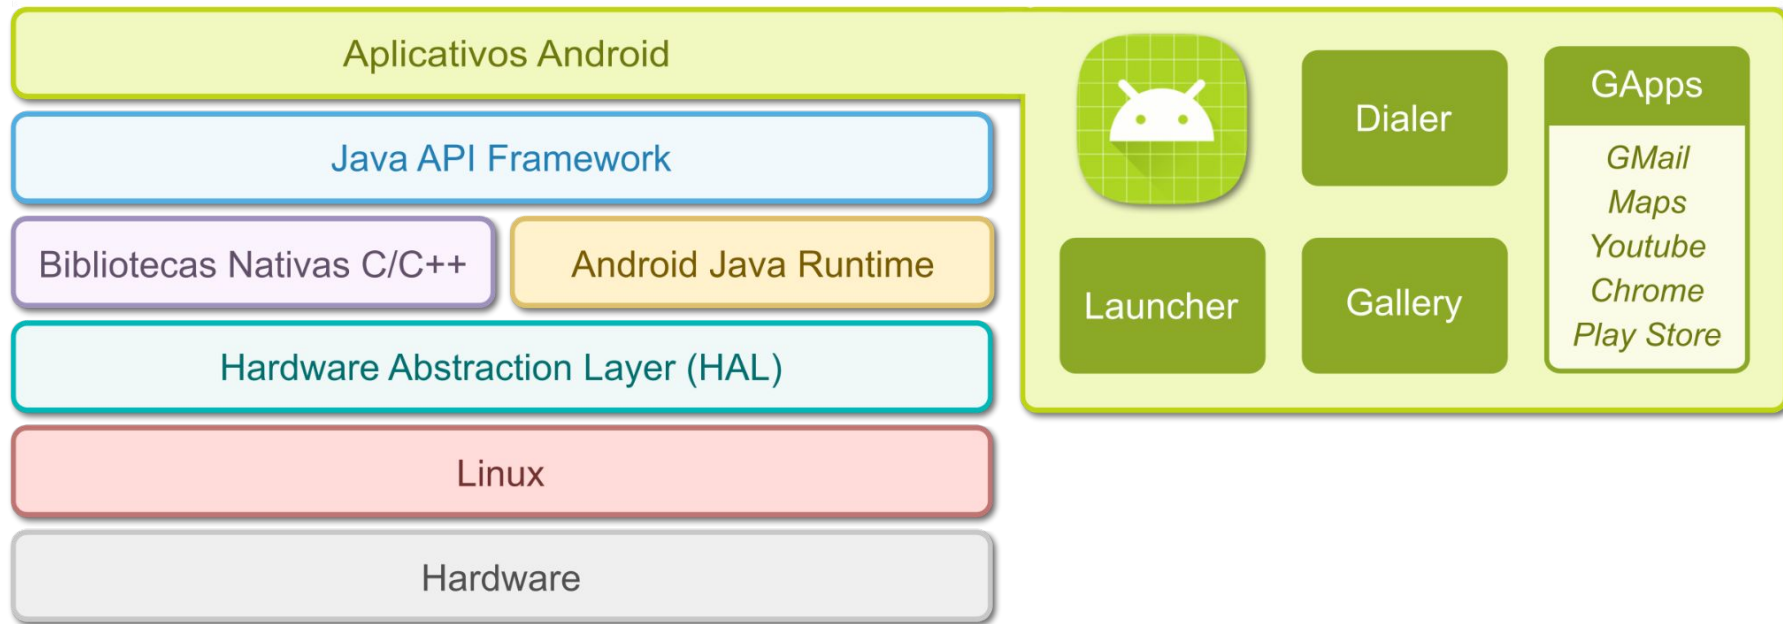 Aplicativos Android
Java API Framework
Bibliotecas Nativas C/C++
Android Java Runtime
Hardware Abstraction Layer (HAL)
Linux
Hardware
Dialer
Launcher
Gallery
GApps
GMail
Maps
Youtube
Chrome
Play Store